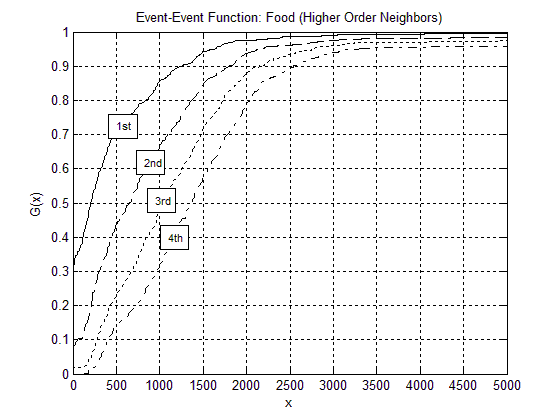 Event-Event Function: Food (Higher Order Neighbors)
1
0.9
0.8
0.7
0.6
0.5
0.4
0.3
0.2
0.1
0
G(x)
1st
2nd
3rd
4th
0 500 1000 1500 2000 2500 3000 3500 4000 4500 5000
x